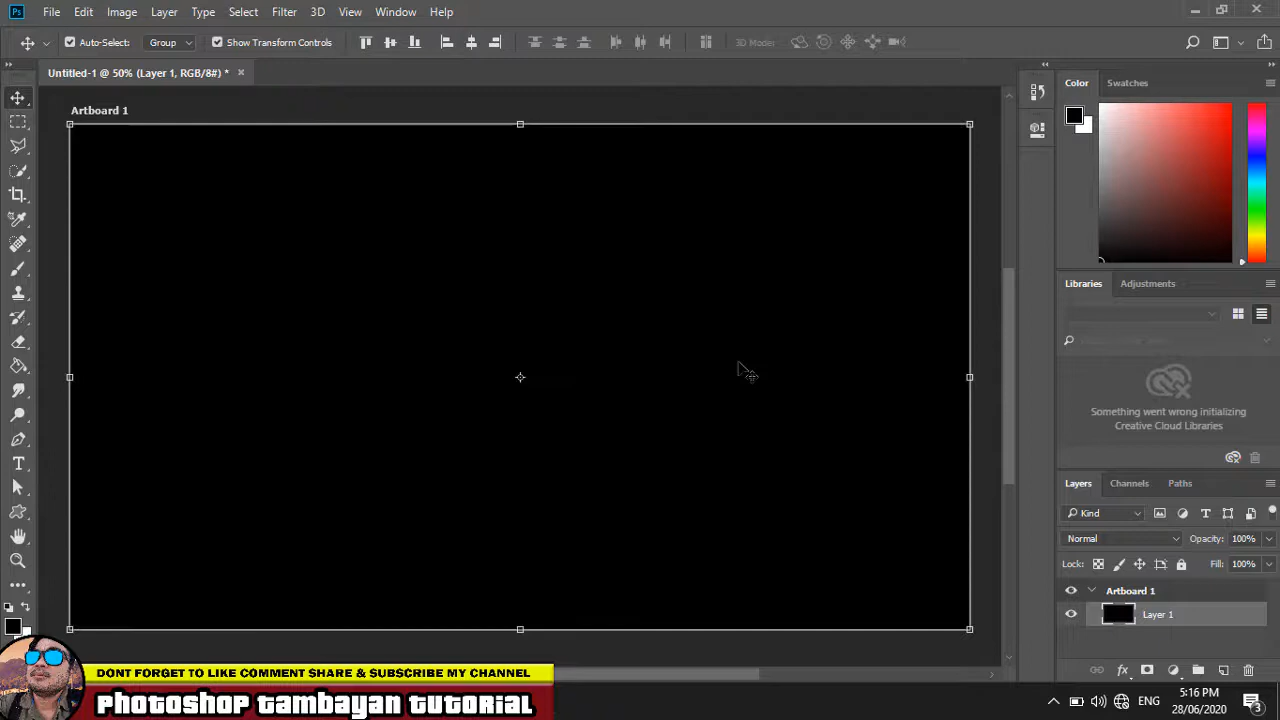 Ps File Edit Image Layer Type Select Filter 3D View Window Help
Auto-Select: Group Show Transform Controls 3D Mode:
Untitled-1 @ 50% (Layer 1, RGB/8#) *
Artboard 1
Color Swatches
Libraries Adjustments
Something went wrong initializing
Creative Cloud Libraries
Layers Channels Paths
Kind
Normal Opacity: 100%
Lock: Fill: 100%
Artboard 1
Layer 1
fx
DONT FORGET TO LIKE COMMENT SHARE & SUBSCRIBE MY CHANNEL
PHOTOSHOP TAMBAYAN TUTORIAL
ENG
5:16 PM
28/06/2020
3